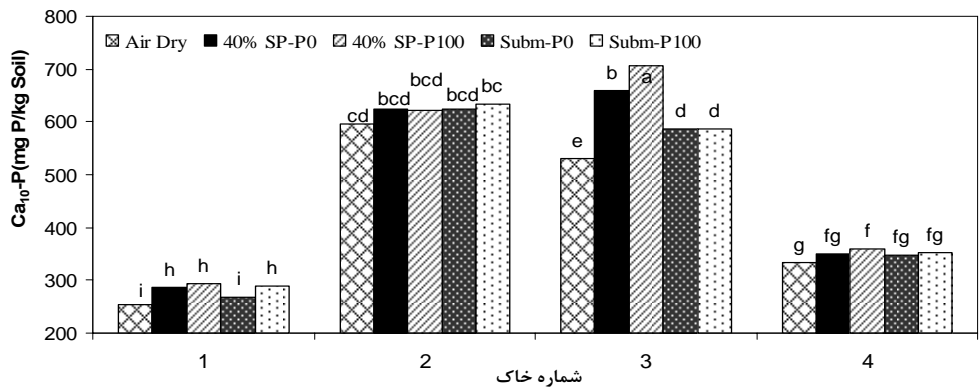 Ca10-P(mg P/kg Soil)
800
700
600
500
400
300
200
Air Dry 40% SP-P0 40% SP-P100 Subm-P0 Subm-P100
i h h i h
cd bcd bcd bcd bc
e b a d d
g fg f fg fg
1 2 3 4
شماره خاک